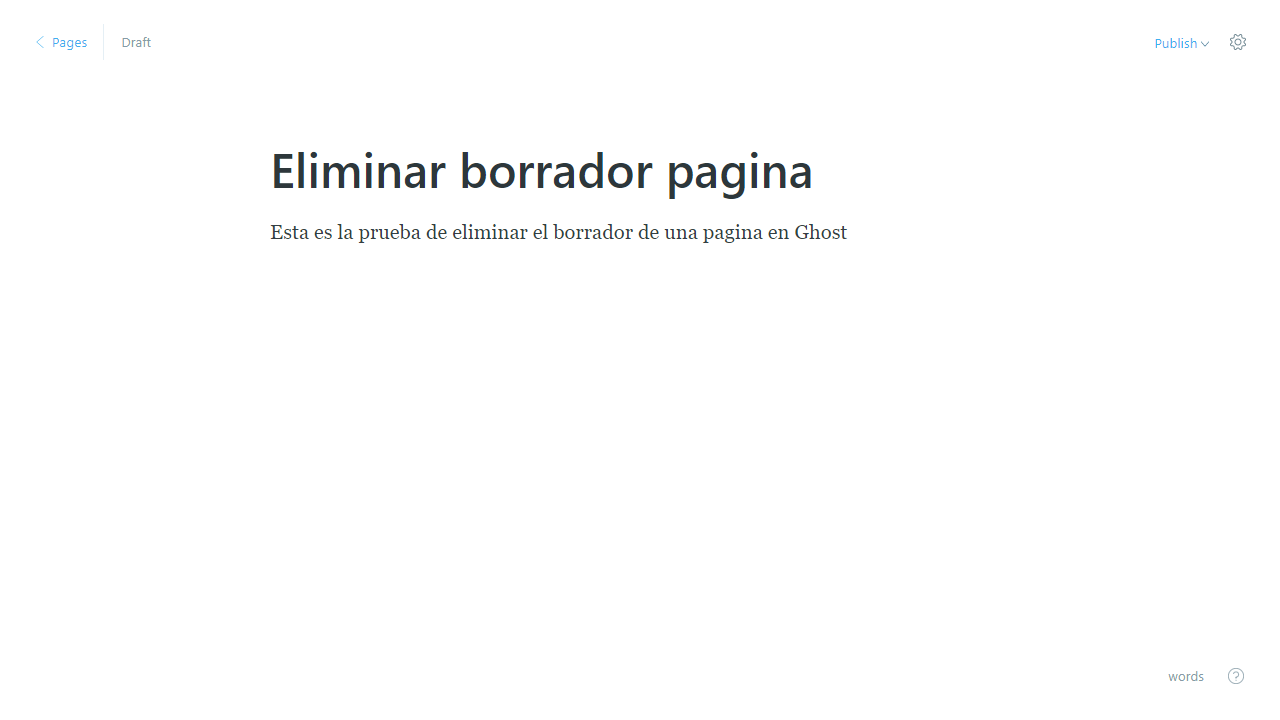 Pages
Draft
Publish
Eliminar borrador pagina
Esta es la prueba de eliminar el borrador de una pagina en Ghost
words